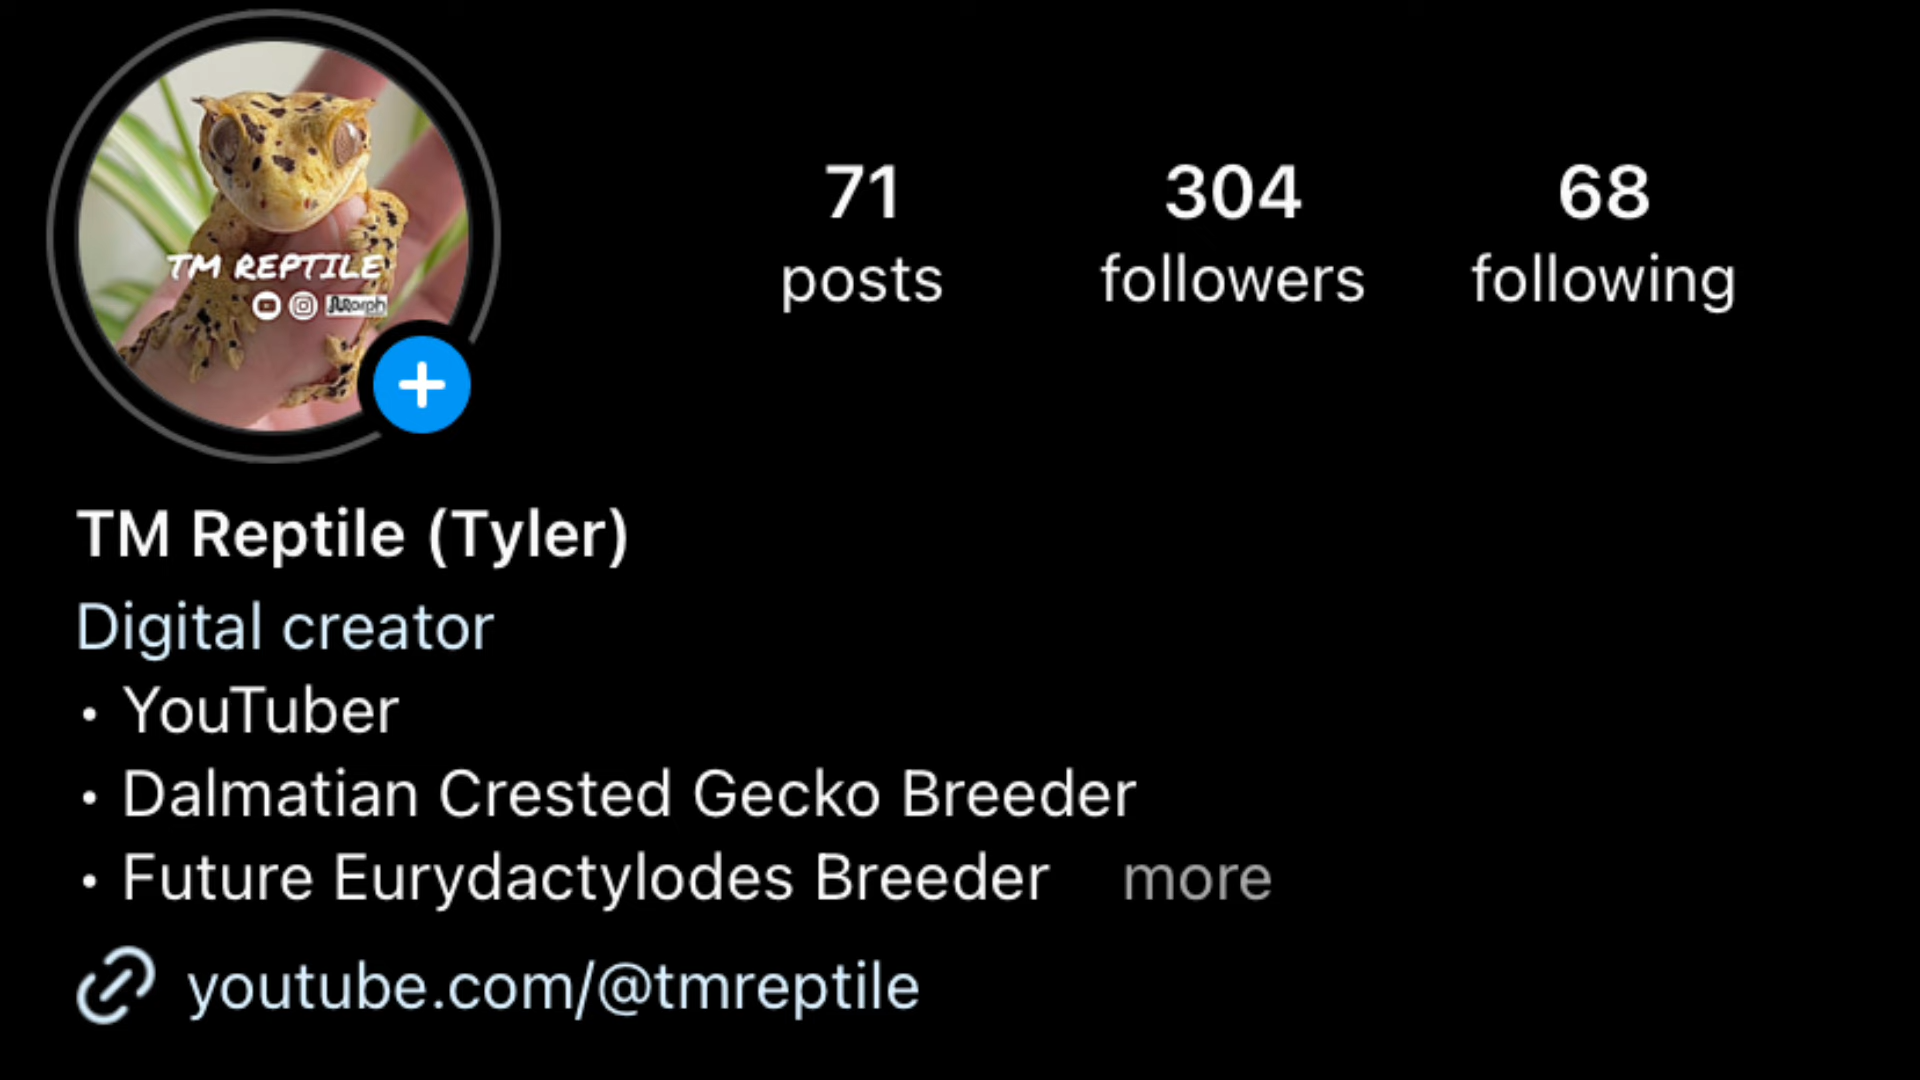 TM REPTILE
71
304
68
posts
followers
following
TM Reptile (Tyler)
Digital creator
• YouTuber
• Dalmatian Crested Gecko Breeder
• Future Eurydactylodes Breeder more
youtube.com/@tmreptile